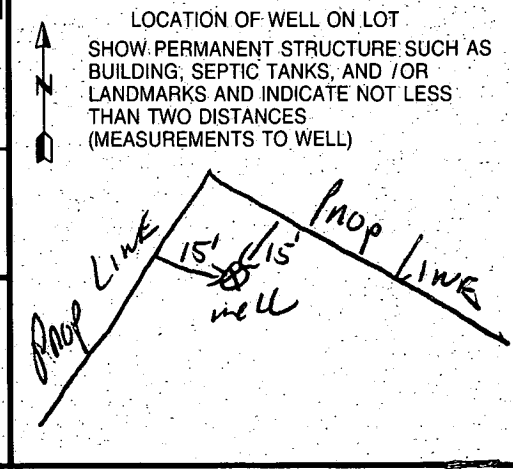 LOCATION OF WELL ON LOT
SHOW PERMANENT STRUCTURE SUCH AS
BUILDING, SEPTIC TANKS, AND / OR
LANDMARKS AND INDICATE NOT LESS
THAN TWO DISTANCES
(MEASUREMENTS TO WELL)
N
Prop LINE
15'
15'
Prop LINE
well